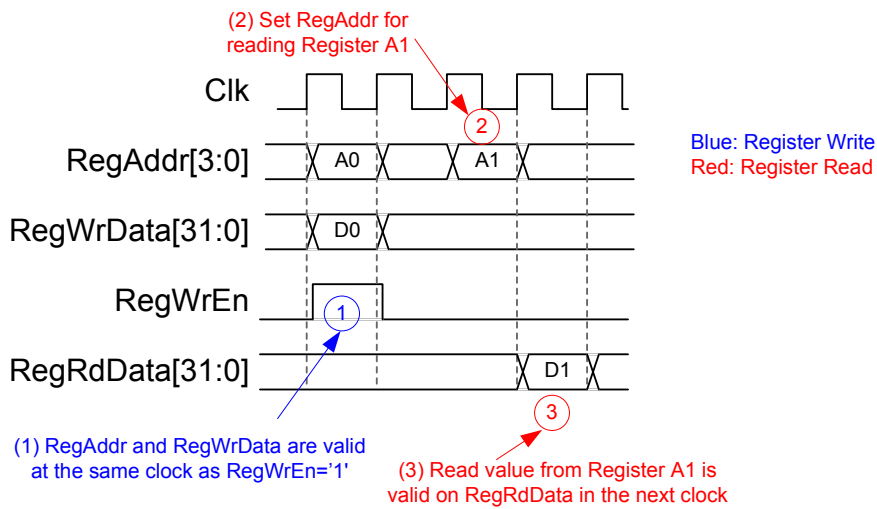 (2) Set RegAddr for
reading Register A1
Clk
2
RegAddr[3:0]
A0
A1
Blue: Register Write
Red: Register Read
RegWrData[31:0]
D0
RegWrEn
1
RegRdData[31:0]
D1
3
(1) RegAddr and RegWrData are valid
at the same clock as RegWrEn=’1'
(3) Read value from Register A1 is
valid on RegRdData in the next clock